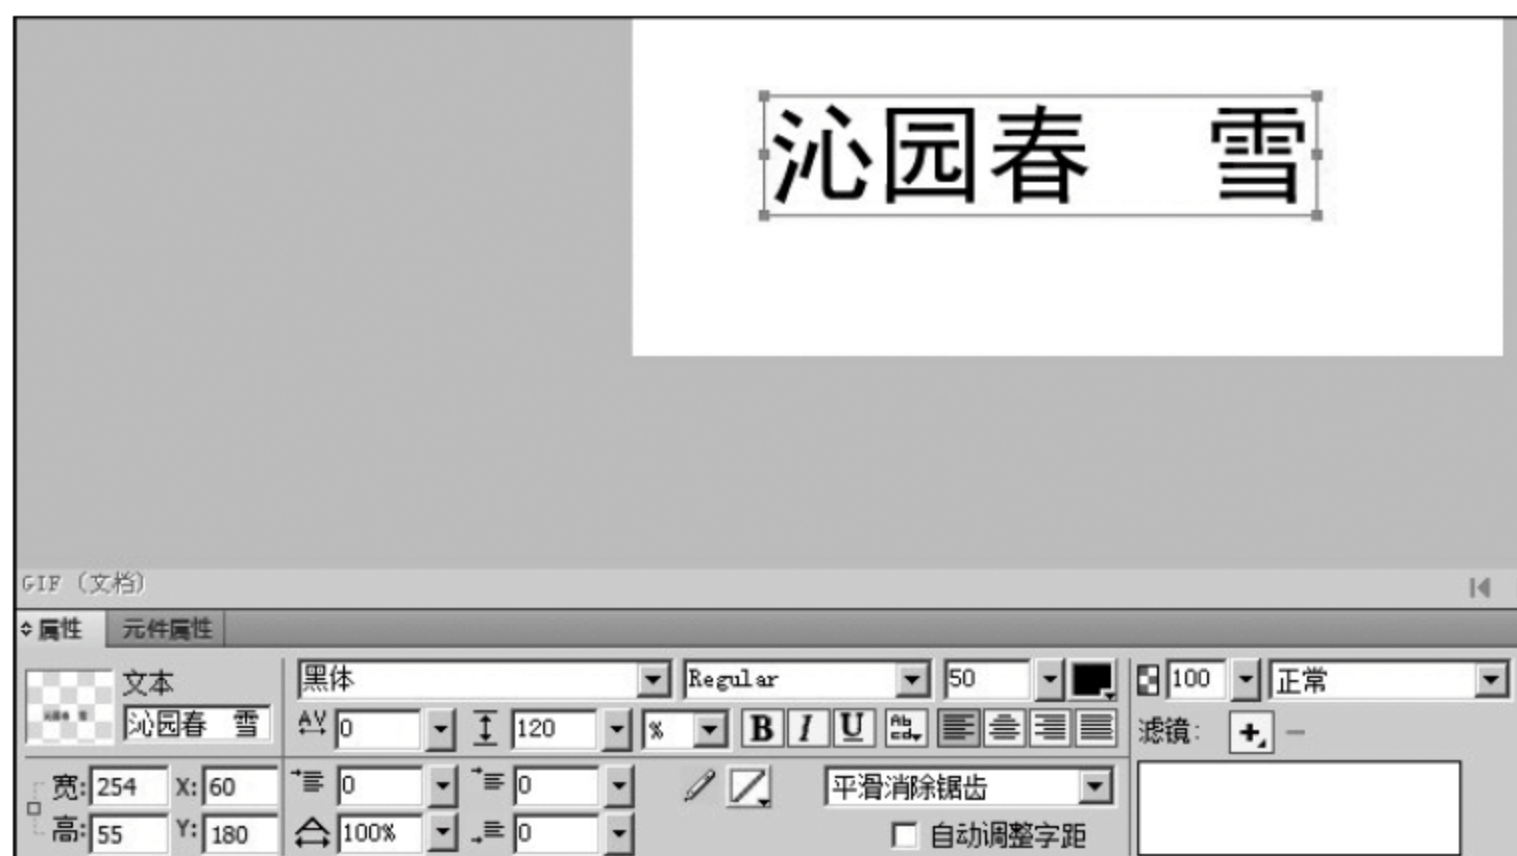 沁园春　雪
GIF (文档)
属性 元件属性
文本 黑体 Regular 50 100 正常
沁园春　雪 AV 0 120 % B I U 滤镜:
宽: 254 X: 60 0 0 平滑消除锯齿
高: 55 Y: 180 100% 0 自动调整字距